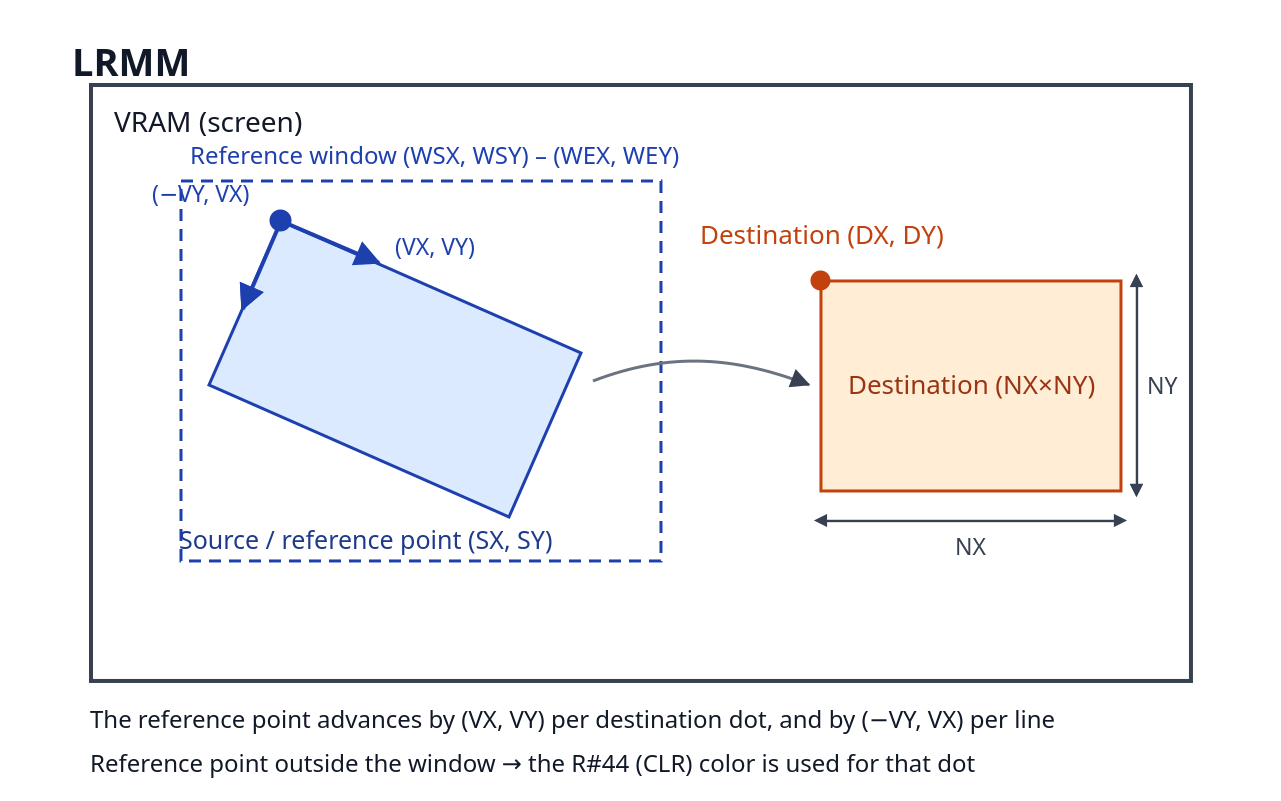 LRMM
VRAM (screen)
Reference window (WSX, WSY) – (WEX, WEY)
(−VY, VX)
(VX, VY)
Destination (DX, DY)
Destination (NX×NY)
NY
Source / reference point (SX, SY)
NX
The reference point advances by (VX, VY) per destination dot, and by (−VY, VX) per line
Reference point outside the window → the R#44 (CLR) color is used for that dot